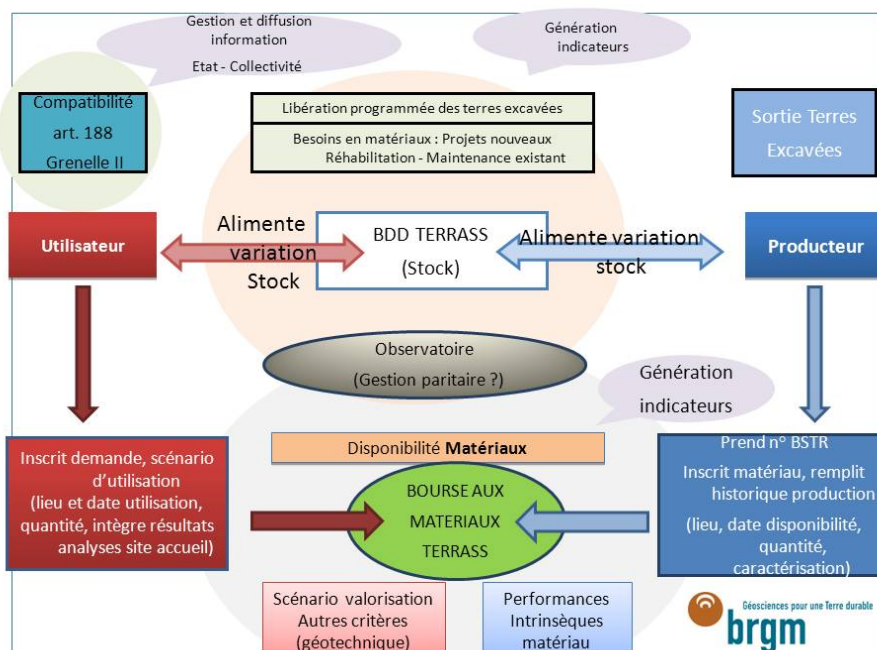 Gestion et diffusion
information
Etat - Collectivité
Génération
indicateurs
Compatibilité
art. 188
Grenelle II
Libération programmée des terres excavées
Besoins en matériaux : Projets nouveaux
Réhabilitation - Maintenance existant
Sortie Terres
Excavées
Utilisateur
Alimente
variation
Stock
BDD TERRASS
(Stock)
Alimente variation
stock
Producteur
Observatoire
(Gestion paritaire ?)
Génération
indicateurs
Inscrit demande, scénario
d'utilisation
(lieu et date utilisation,
quantité, intègre résultats
analyses site accueil)
Disponibilité Matériaux
BOURSE AUX
MATERIAUX
TERRASS
Prend n° BSTR
Inscrit matériau, remplit
historique production
(lieu, date disponibilité,
quantité,
caractérisation)
Scénario valorisation
Autres critères
(géotechnique)
Performances
Intrinsèques
matériau
Géosciences pour une Terre durable
brgm